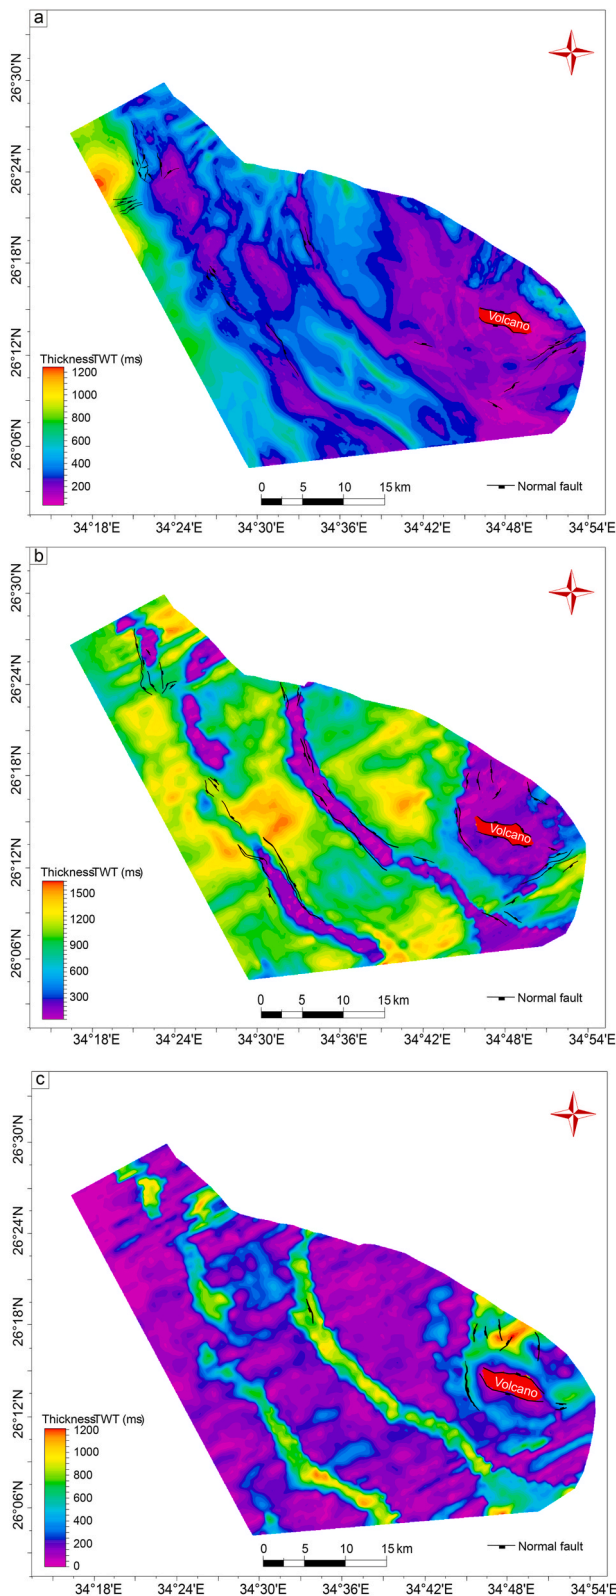 a
26°30'N
26°24'N
26°18'N
26°12'N
26°06'N
Volcano
ThicknessTWT (ms)
1200
1000
800
600
400
200
0 5 10 15 km
Normal fault
34°18'E 34°24'E 34°30'E 34°36'E 34°42'E 34°48'E 34°54'E
b
26°30'N
26°24'N
26°18'N
26°12'N
26°06'N
Volcano
ThicknessTWT (ms)
1500
1200
900
600
300
0 5 10 15 km
Normal fault
34°18'E 34°24'E 34°30'E 34°36'E 34°42'E 34°48'E 34°54'E
c
26°30'N
26°24'N
26°18'N
26°12'N
26°06'N
Volcano
ThicknessTWT (ms)
1200
1000
800
600
400
200
0
0 5 10 15 km
Normal fault
34°18'E 34°24'E 34°30'E 34°36'E 34°42'E 34°48'E 34°54'E